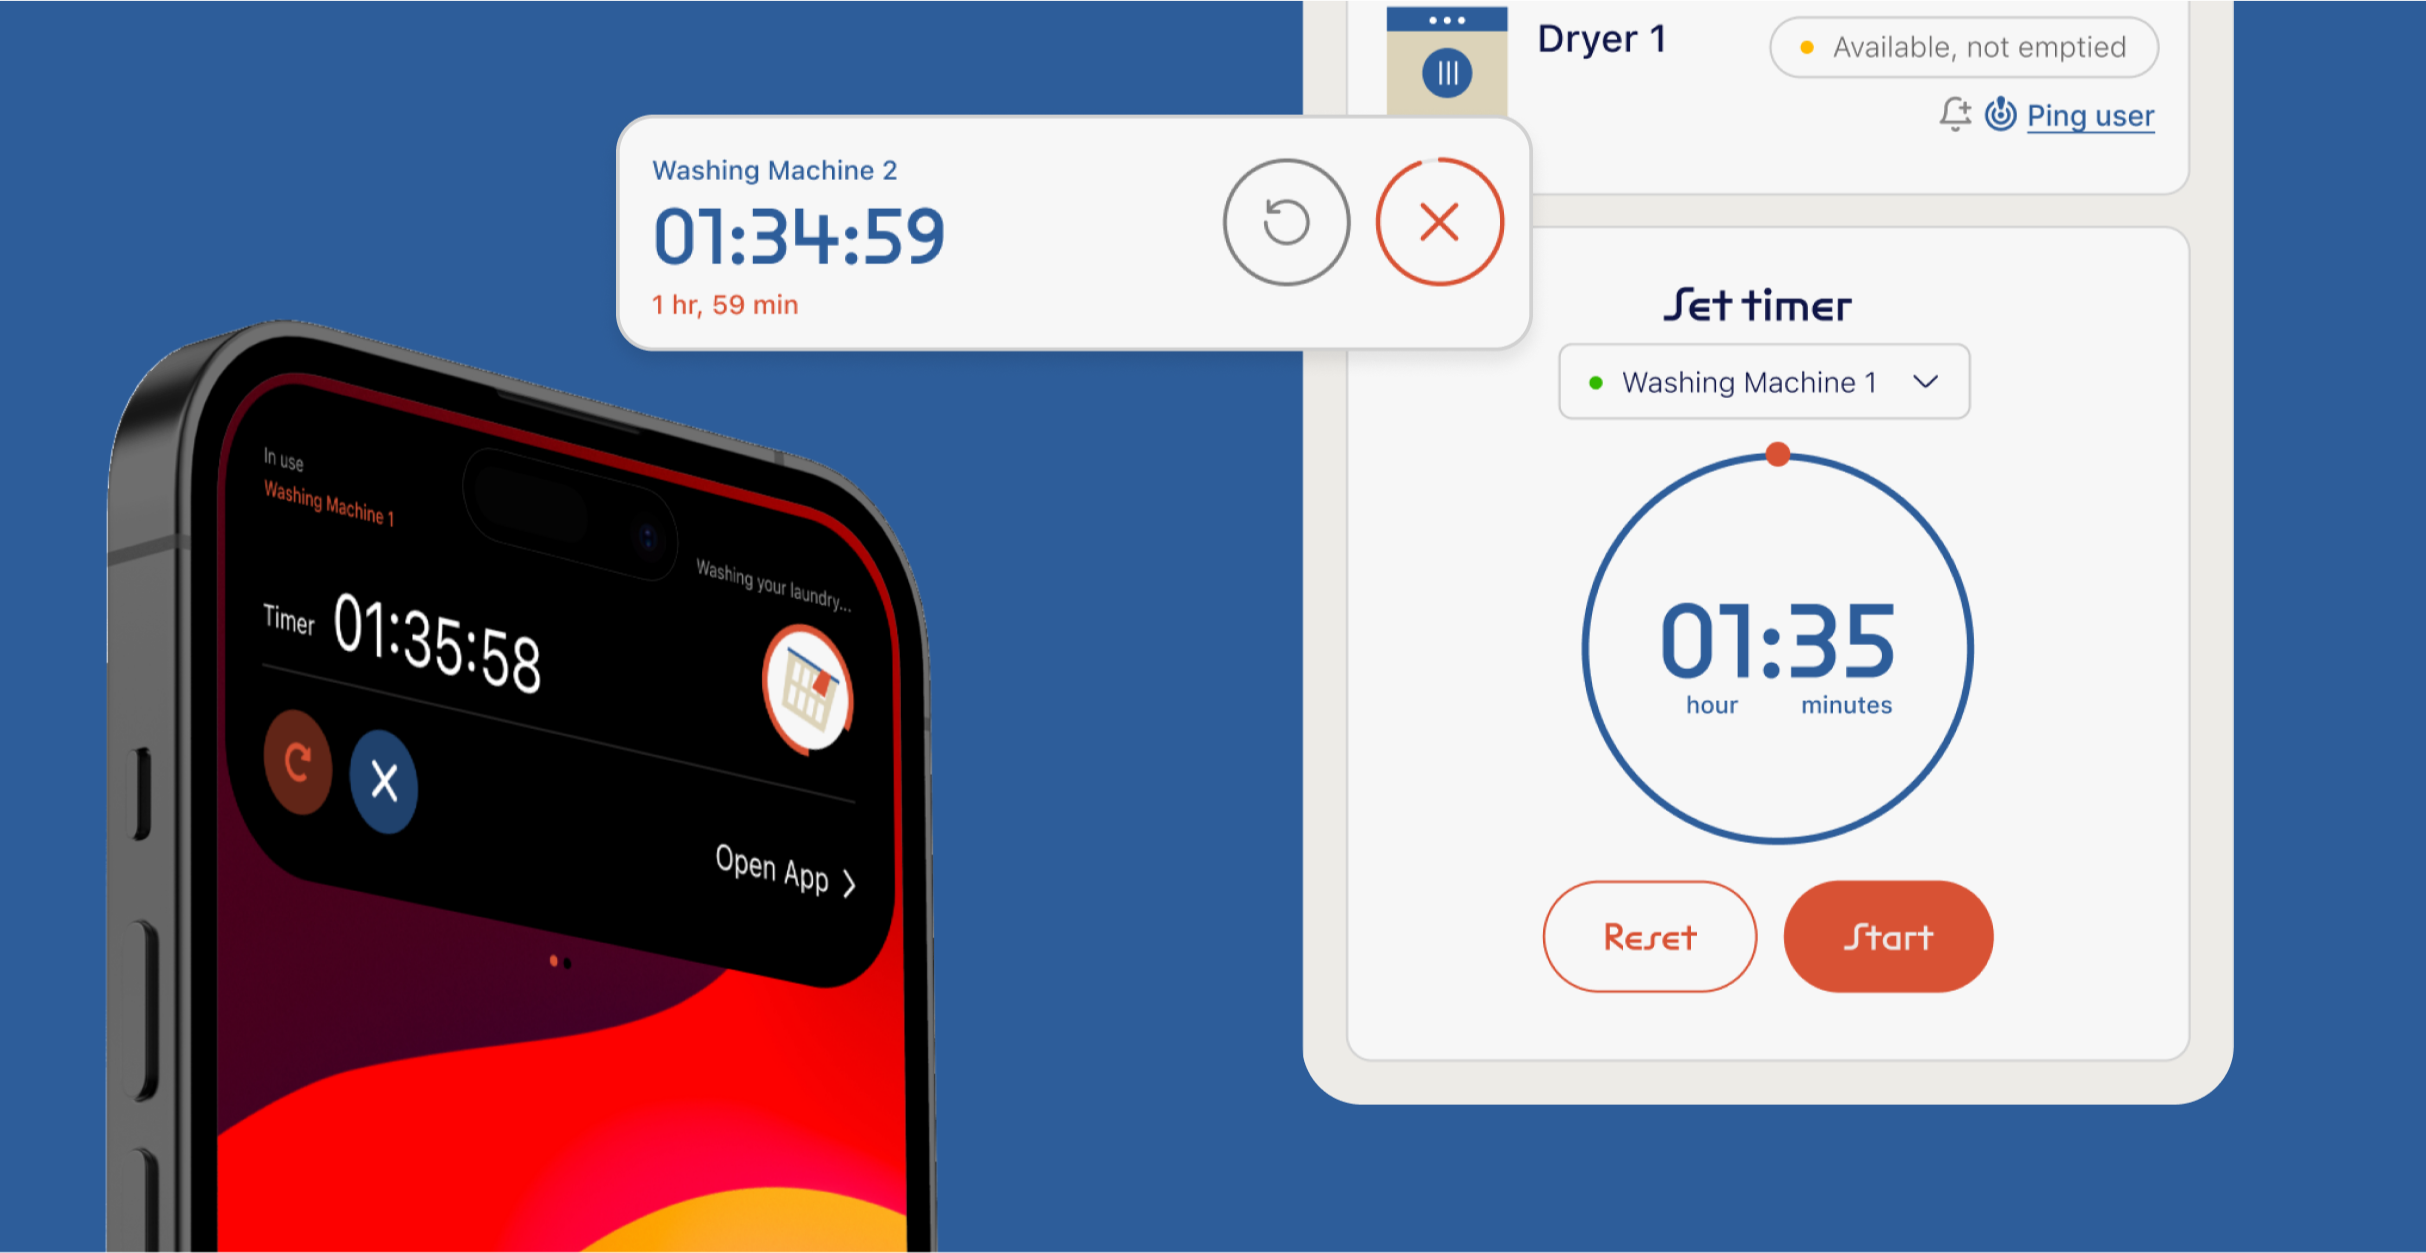 Dryer 1
Available, not emptied
Ping user
Washing Machine 2
01:34:59
1 hr, 59 min
Set timer
Washing Machine 1
01:35
hour minutes
Reset Start
In use
Washing Machine 1
Washing your laundry...
Timer 01:35:58
Open App